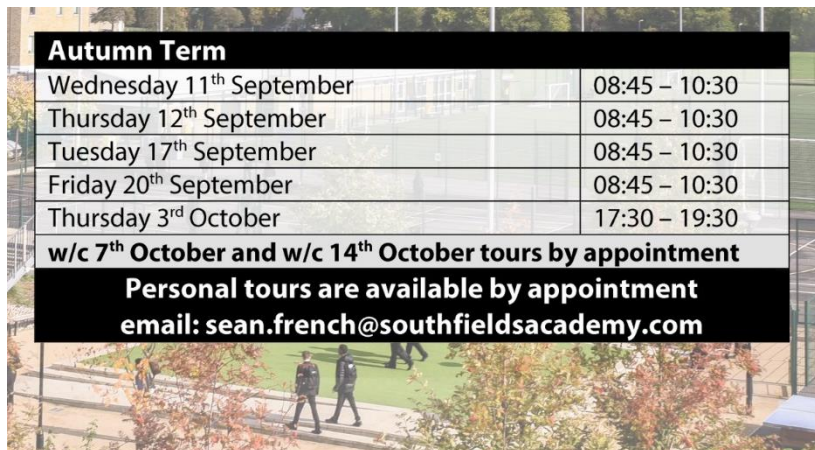 Autumn Term
Wednesday 11th September 08:45 – 10:30
Thursday 12th September 08:45 – 10:30
Tuesday 17th September 08:45 – 10:30
Friday 20th September 08:45 – 10:30
Thursday 3rd October 17:30 – 19:30
w/c 7th October and w/c 14th October tours by appointment
Personal tours are available by appointment
email: sean.french@southfieldsacademy.com